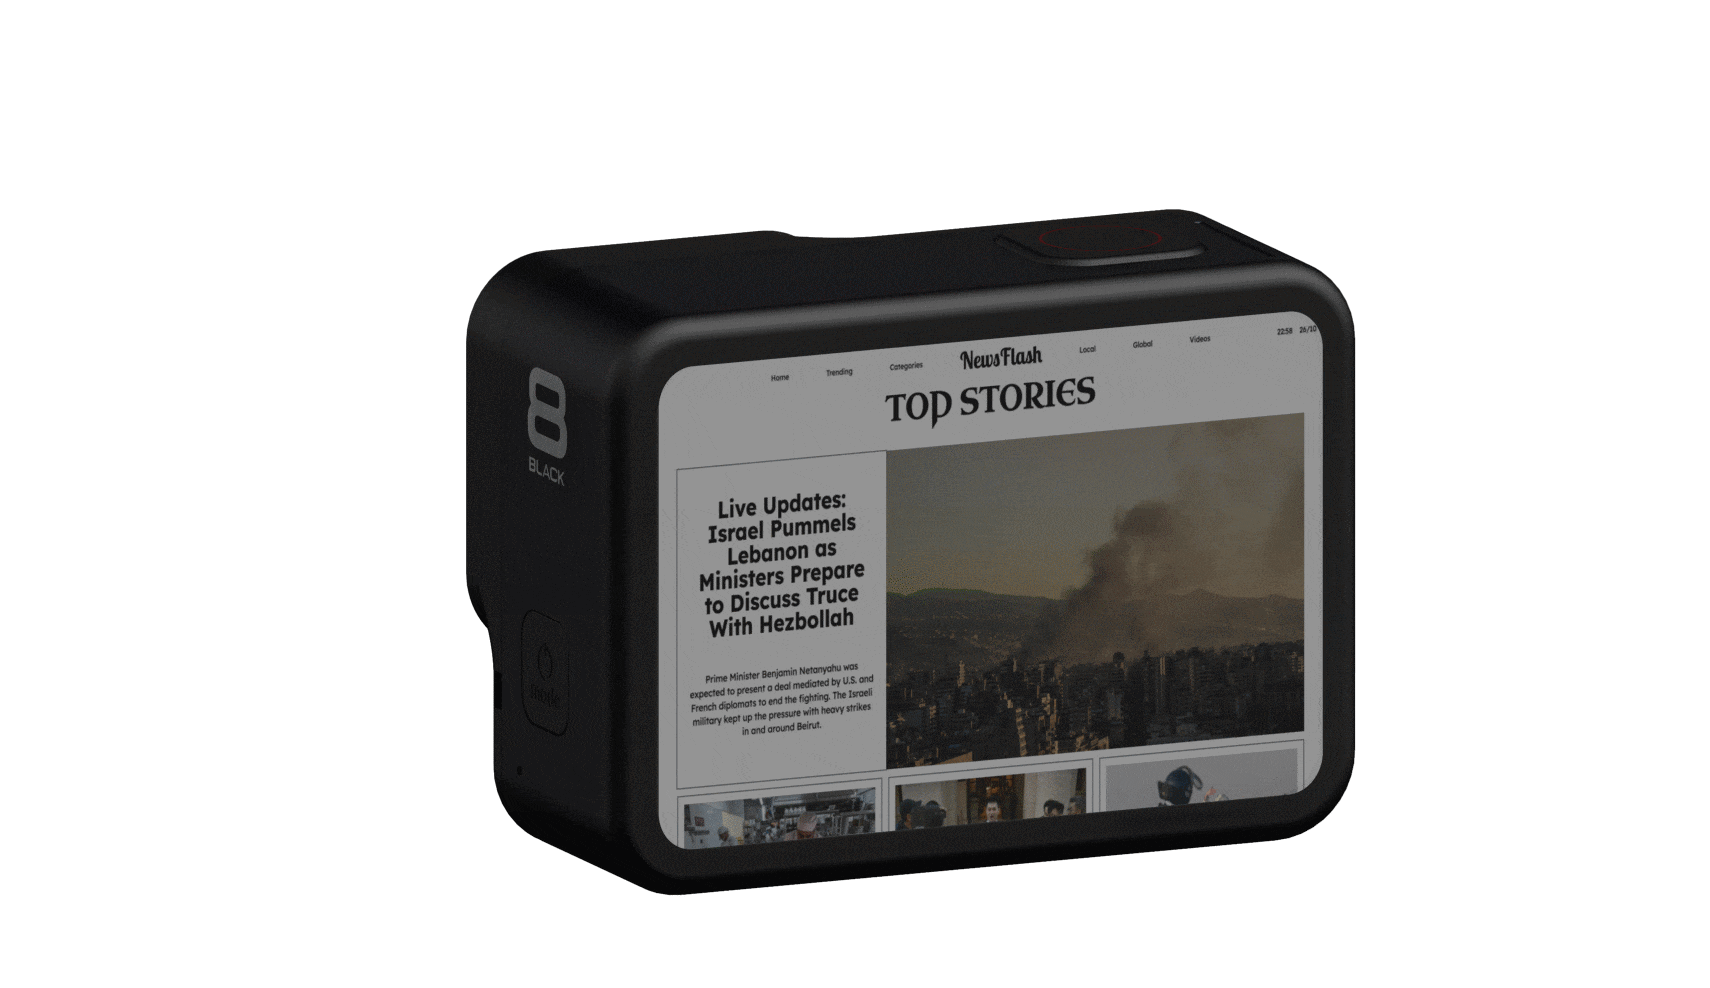 8
BLACK
mode
Home Trending Categories NewsFlash Local Global Videos 22:58 26/10
TOP STORIES
Live Updates:
Israel Pummels
Lebanon as
Ministers Prepare
to Discuss Truce
With Hezbollah
Prime Minister Benjamin Netanyahu was
expected to present a deal mediated by U.S. and
French diplomats to end the fighting. The Israeli
military kept up the pressure with heavy strikes
in and around Beirut.